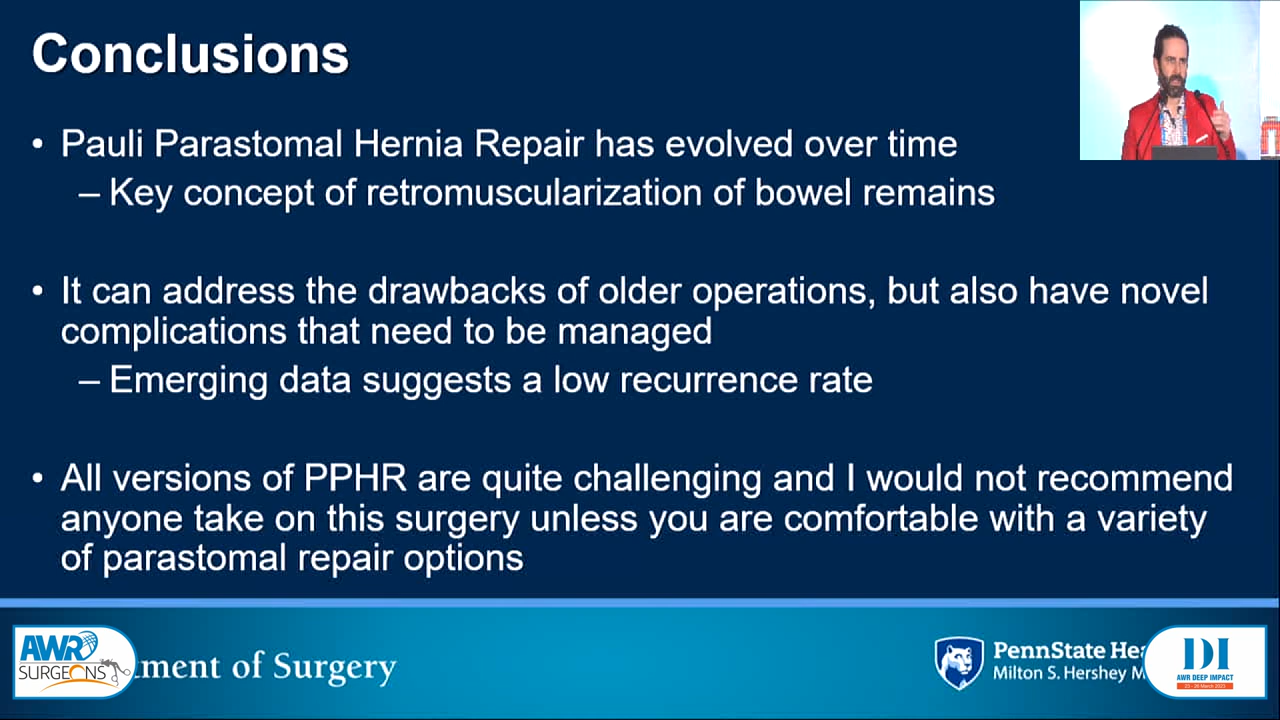 Conclusions
• Pauli Parastomal Hernia Repair has evolved over time
– Key concept of retromuscularization of bowel remains
• It can address the drawbacks of older operations, but also have novel
complications that need to be managed
– Emerging data suggests a low recurrence rate
• All versions of PPHR are quite challenging and I would not recommend
anyone take on this surgery unless you are comfortable with a variety
of parastomal repair options
AWR
SURGEONS
ment of Surgery
PennState Hea
Milton S. Hershey M
DI
AWR DEEP IMPACT